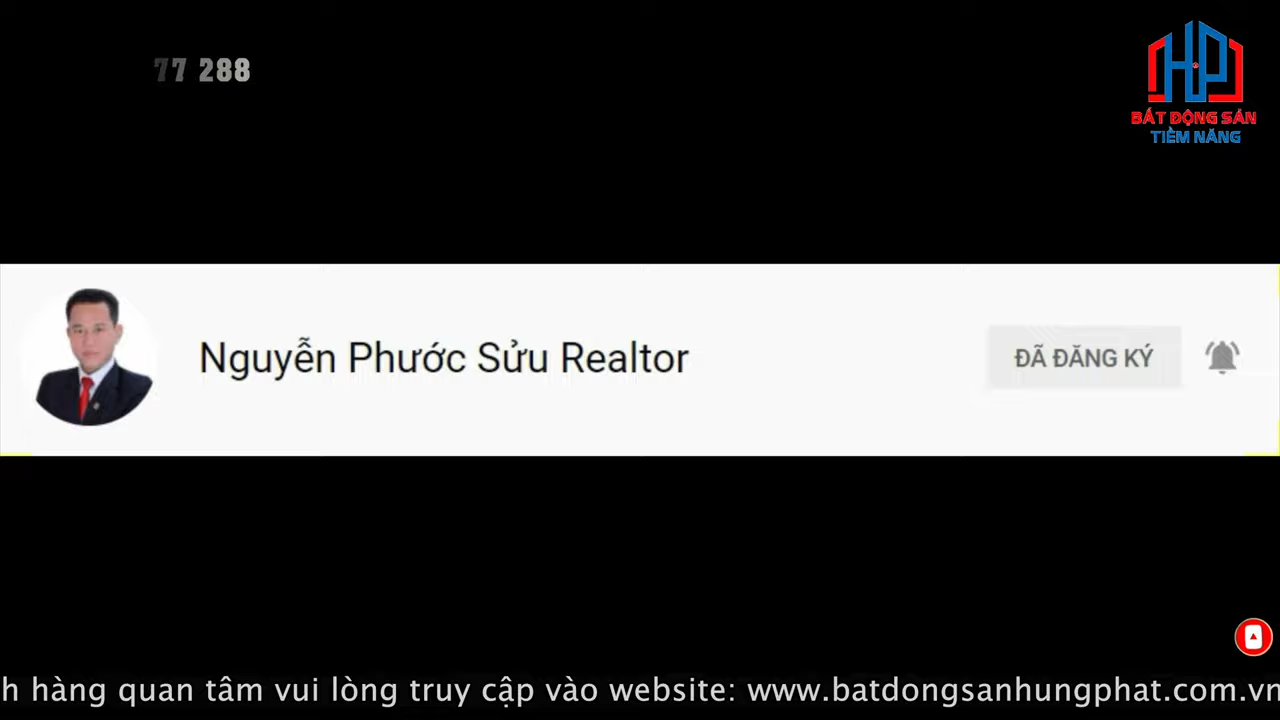 77 288
HP
BẤT ĐỘNG SẢN
TIỀM NĂNG
Nguyễn Phước Sửu Realtor
ĐÃ ĐĂNG KÝ
h hàng quan tâm vui lòng truy cập vào website: www.batdongsanhungphat.com.vn